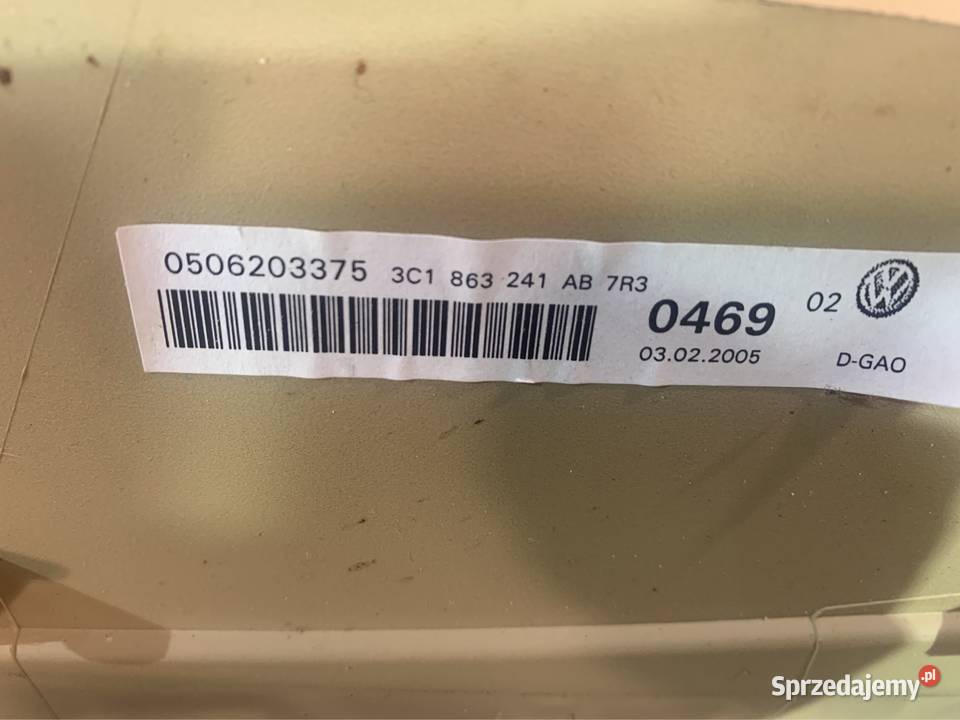 0506203375 3C1 863 241 AB 7R3
0469 02
03.02.2005 D-GAO
Sprzedajemy.pl